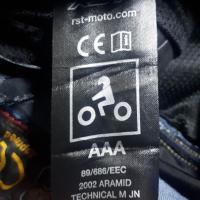 rst-moto.com
CE
AAA
89/686/EEC
2002 ARAMID
TECHNICAL M JN